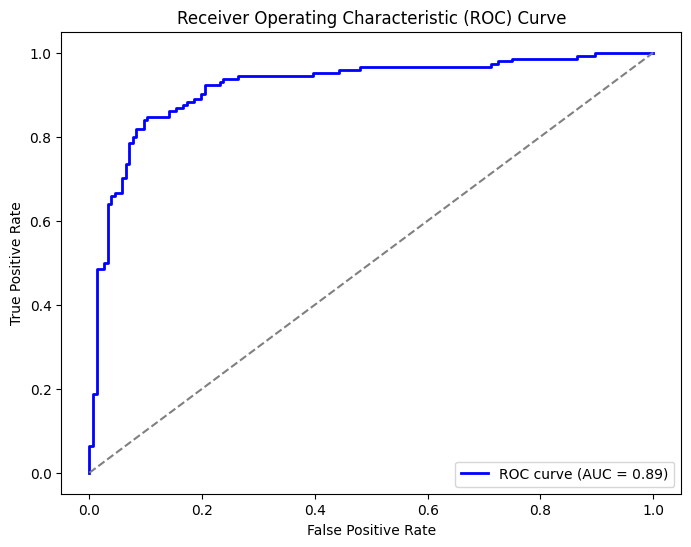 Receiver Operating Characteristic (ROC) Curve
1.0
0.8
0.6
0.4
0.2
0.0
True Positive Rate
ROC curve (AUC = 0.89)
0.0 0.2 0.4 0.6 0.8 1.0
False Positive Rate